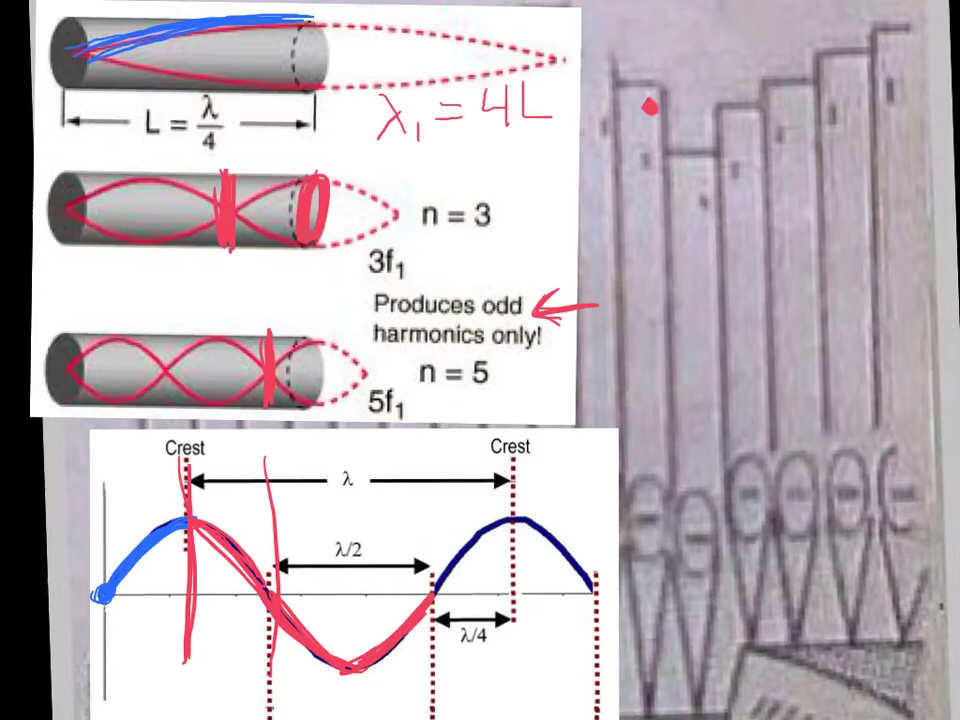 L = λ/4
λ₁ = 4L
n = 3
3f₁
Produces odd
harmonics only!
n = 5
5f₁
Crest
Crest
λ
λ/2
λ/4